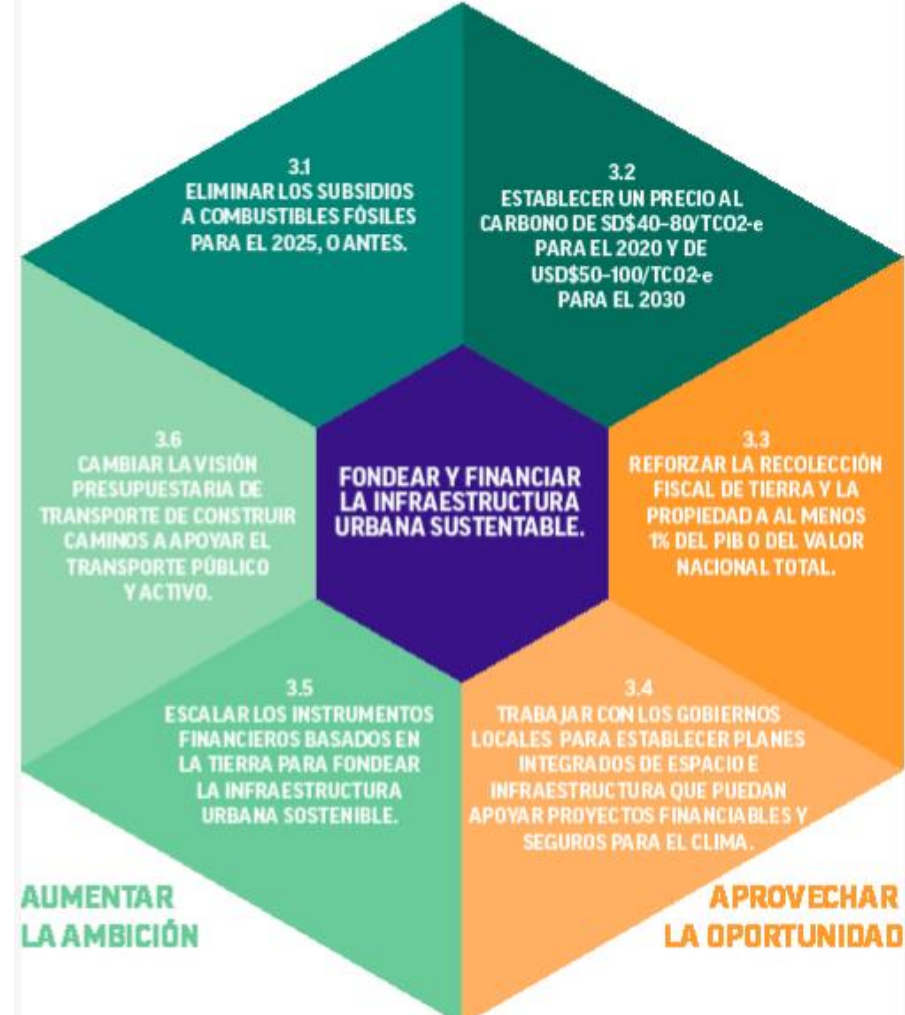 3.1
ELIMINAR LOS SUBSIDIOS
A COMBUSTIBLES FÓSILES
PARA EL 2025, O ANTES.
3.2
ESTABLECER UN PRECIO AL
CARBONO DE SD$40-80/TCO2-e
PARA EL 2020 Y DE
USD$50-100/TCO2-e
PARA EL 2030
3.6
CAMBIAR LA VISIÓN
PRESUPUESTARIA DE
TRANSPORTE DE CONSTRUIR
CAMINOS A APOYAR EL
TRANSPORTE PÚBLICO
Y ACTIVO.
FONDEAR Y FINANCIAR
LA INFRAESTRUCTURA
URBANA SUSTENTABLE.
3.3
REFORZAR LA RECOLECCIÓN
FISCAL DE TIERRA Y LA
PROPIEDAD A AL MENOS
1% DEL PIB O DEL VALOR
NACIONAL TOTAL.
3.5
ESCALAR LOS INSTRUMENTOS
FINANCIEROS BASADOS EN
LA TIERRA PARA FONDEAR
LA INFRAESTRUCTURA
URBANA SOSTENIBLE.
3.4
TRABAJAR CON LOS GOBIERNOS
LOCALES PARA ESTABLECER PLANES
INTEGRADOS DE ESPACIO E
INFRAESTRUCTURA QUE PUEDAN
APOYAR PROYECTOS FINANCIABLES Y
SEGUROS PARA EL CLIMA.
AUMENTAR
LA AMBICIÓN
APROVECHAR
LA OPORTUNIDAD